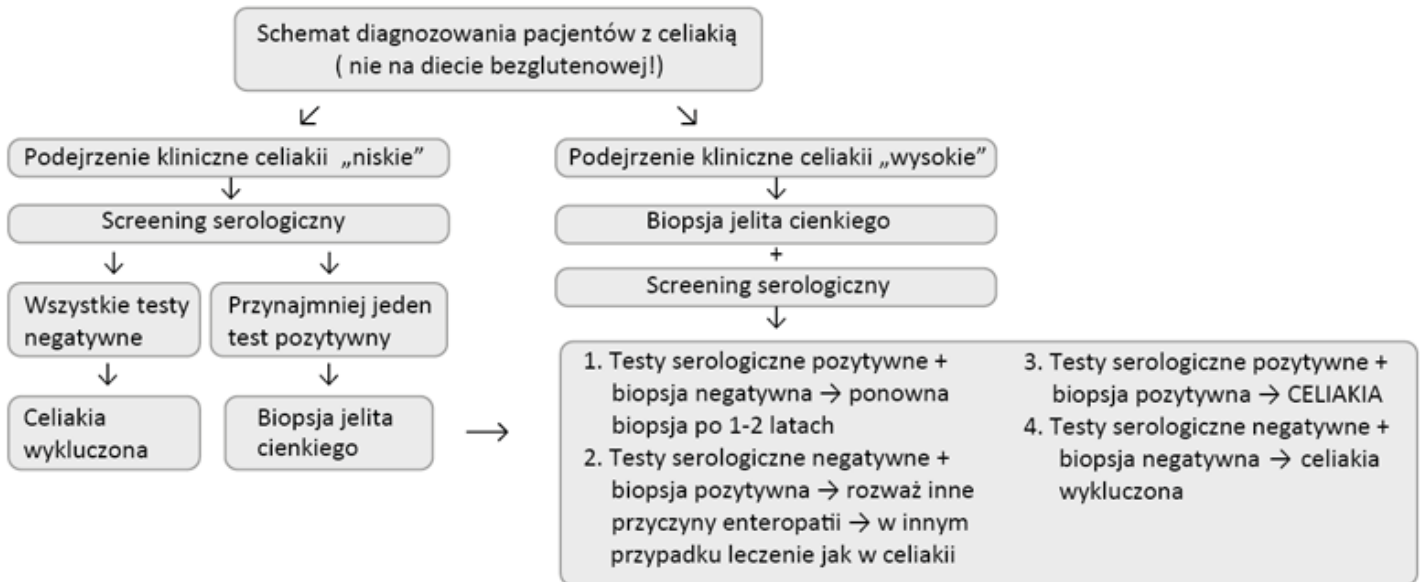 Schemat diagnozowania pacjentów z celiakią
( nie na diecie bezglutenowej!)
Podejrzenie kliniczne celiakii „niskie”
Screening serologiczny
Wszystkie testy
negatywne
Przynajmniej jeden
test pozytywny
Celiakia
wykluczona
Biopsja jelita
cienkiego
Podejrzenie kliniczne celiakii „wysokie”
Biopsja jelita cienkiego
+
Screening serologiczny
1. Testy serologiczne pozytywne +
biopsja negatywna → ponowna
biopsja po 1-2 latach
2. Testy serologiczne negatywne +
biopsja pozytywna → rozważ inne
przyczyny enteropatii → w innym
przypadku leczenie jak w celiakii
3. Testy serologiczne pozytywne +
biopsja pozytywna → CELIAKIA
4. Testy serologiczne negatywne +
biopsja negatywna → celiakia
wykluczona